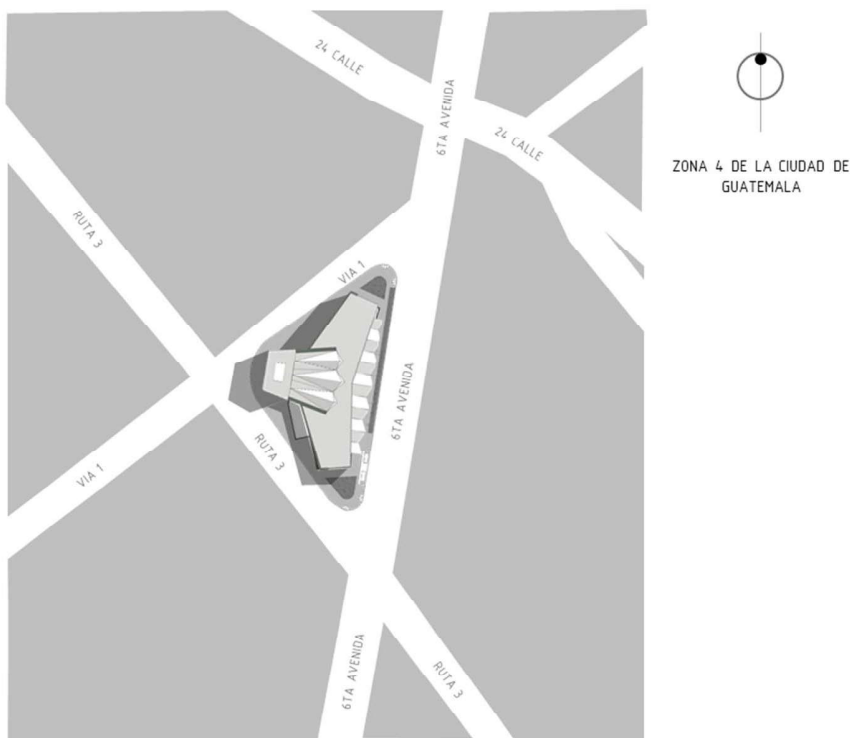 24 CALLE
6TA AVENIDA
24 CALLE
ZONA 4 DE LA CIUDAD DE
GUATEMALA
RUTA 3
VIA 1
6TA AVENIDA
RUTA 3
VIA 1
6TA AVENIDA
RUTA 3